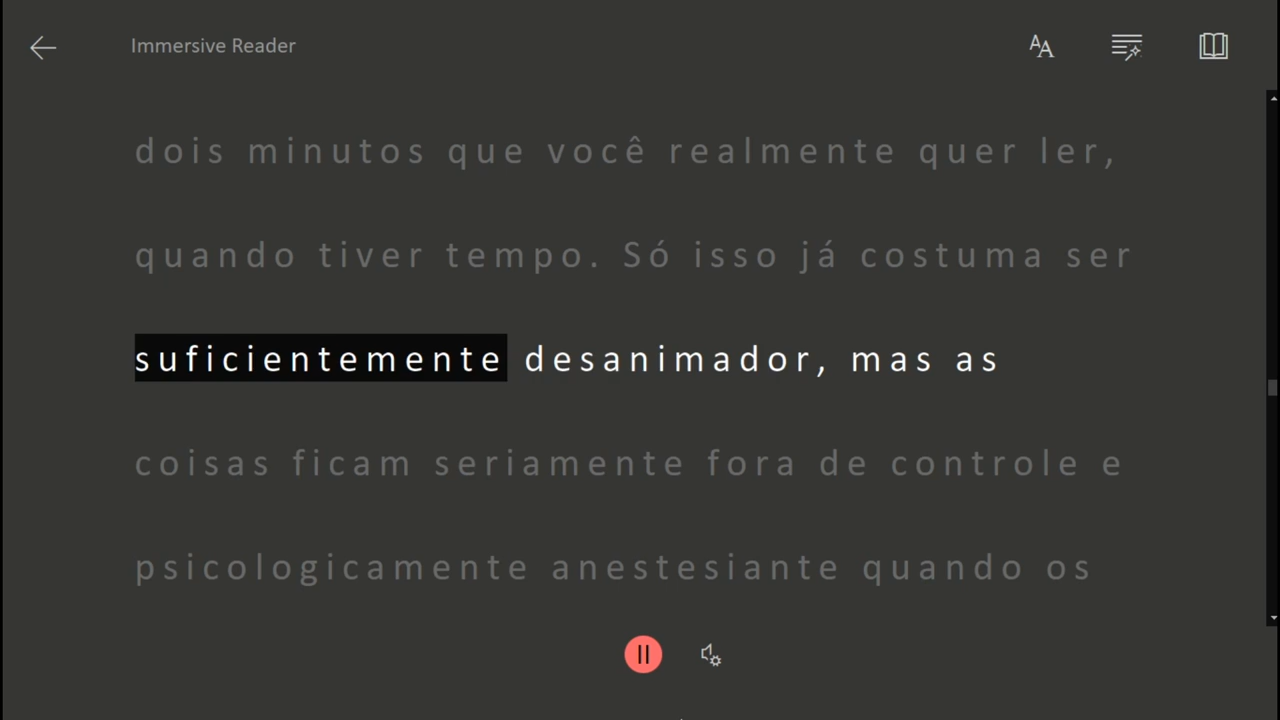 Immersive Reader
dois minutos que você realmente quer ler,
quando tiver tempo. Só isso já costuma ser
suficientemente desanimador, mas as
coisas ficam seriamente fora de controle e
psicologicamente anestesiante quando os